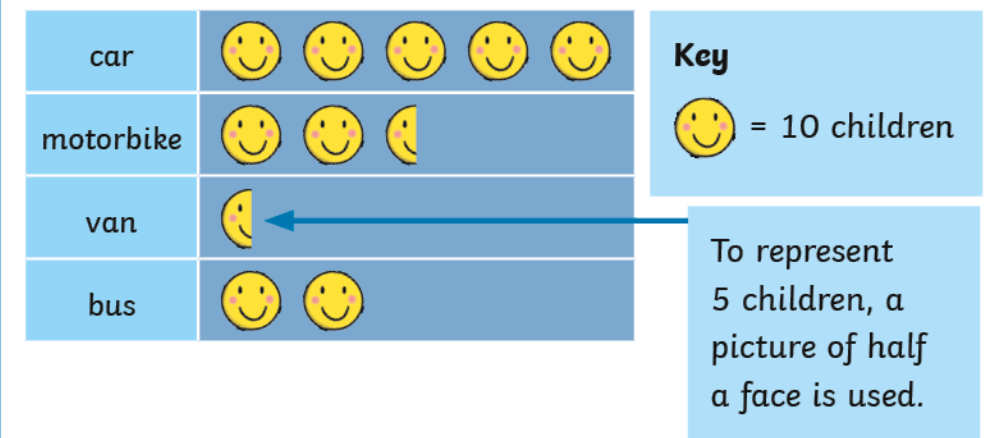 car
motorbike
van
bus
Key
= 10 children
To represent
5 children, a
picture of half
a face is used.